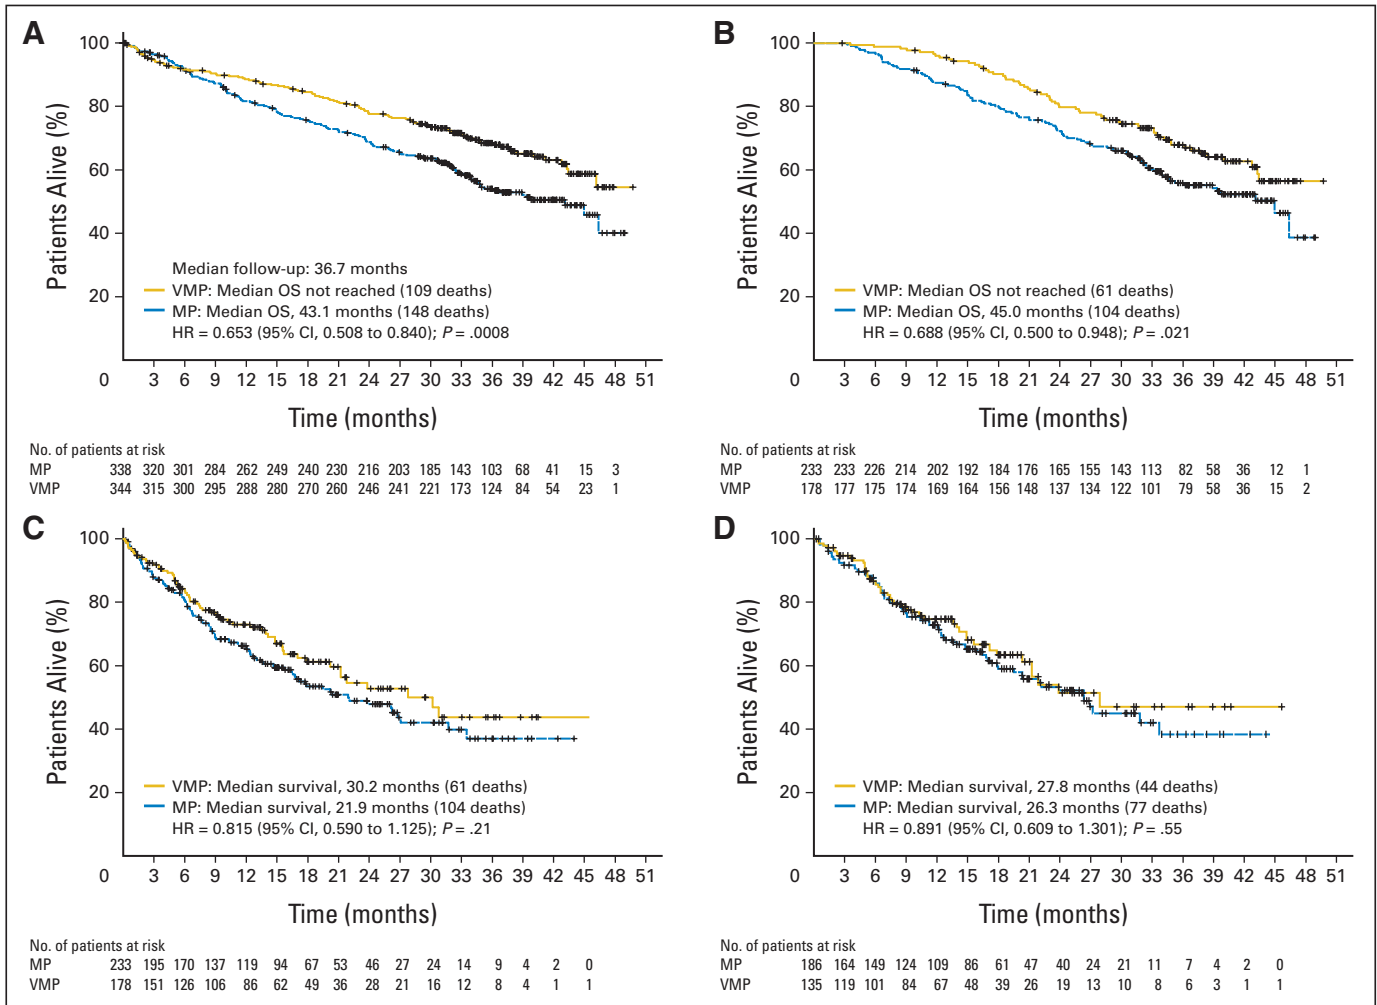 A
100
80
60
40
20
0
Patients Alive (%)
Median follow-up: 36.7 months
VMP: Median OS not reached (109 deaths)
MP: Median OS, 43.1 months (148 deaths)
HR = 0.653 (95% CI, 0.508 to 0.840); P = .0008
3 6 9 12 15 18 21 24 27 30 33 36 39 42 45 48 51
Time (months)
No. of patients at risk
MP 338 320 301 284 262 249 240 230 216 203 185 143 103 68 41 15 3
VMP 344 315 300 295 288 280 270 260 246 241 221 173 124 84 54 23 1
B
100
80
60
40
20
0
Patients Alive (%)
VMP: Median OS not reached (61 deaths)
MP: Median OS, 45.0 months (104 deaths)
HR = 0.688 (95% CI, 0.500 to 0.948); P = .021
3 6 9 12 15 18 21 24 27 30 33 36 39 42 45 48 51
Time (months)
No. of patients at risk
MP 233 233 226 214 202 192 184 176 165 155 143 113 82 58 36 12 1
VMP 178 177 175 174 169 164 156 148 137 134 122 101 79 58 36 15 2
C
100
80
60
40
20
0
Patients Alive (%)
VMP: Median survival, 30.2 months (61 deaths)
MP: Median survival, 21.9 months (104 deaths)
HR = 0.815 (95% CI, 0.590 to 1.125); P = .21
3 6 9 12 15 18 21 24 27 30 33 36 39 42 45 48 51
Time (months)
No. of patients at risk
MP 233 195 170 137 119 94 67 53 46 27 24 14 9 4 2 0
VMP 178 151 126 106 86 62 49 36 28 21 16 12 8 4 1 1
D
100
80
60
40
20
0
Patients Alive (%)
VMP: Median survival, 27.8 months (44 deaths)
MP: Median survival, 26.3 months (77 deaths)
HR = 0.891 (95% CI, 0.609 to 1.301); P = .55
3 6 9 12 15 18 21 24 27 30 33 36 39 42 45 48 51
Time (months)
No. of patients at risk
MP 186 164 149 124 109 86 61 47 40 24 21 11 7 4 2 0
VMP 135 119 101 84 67 48 39 26 19 13 10 8 6 3 1 1